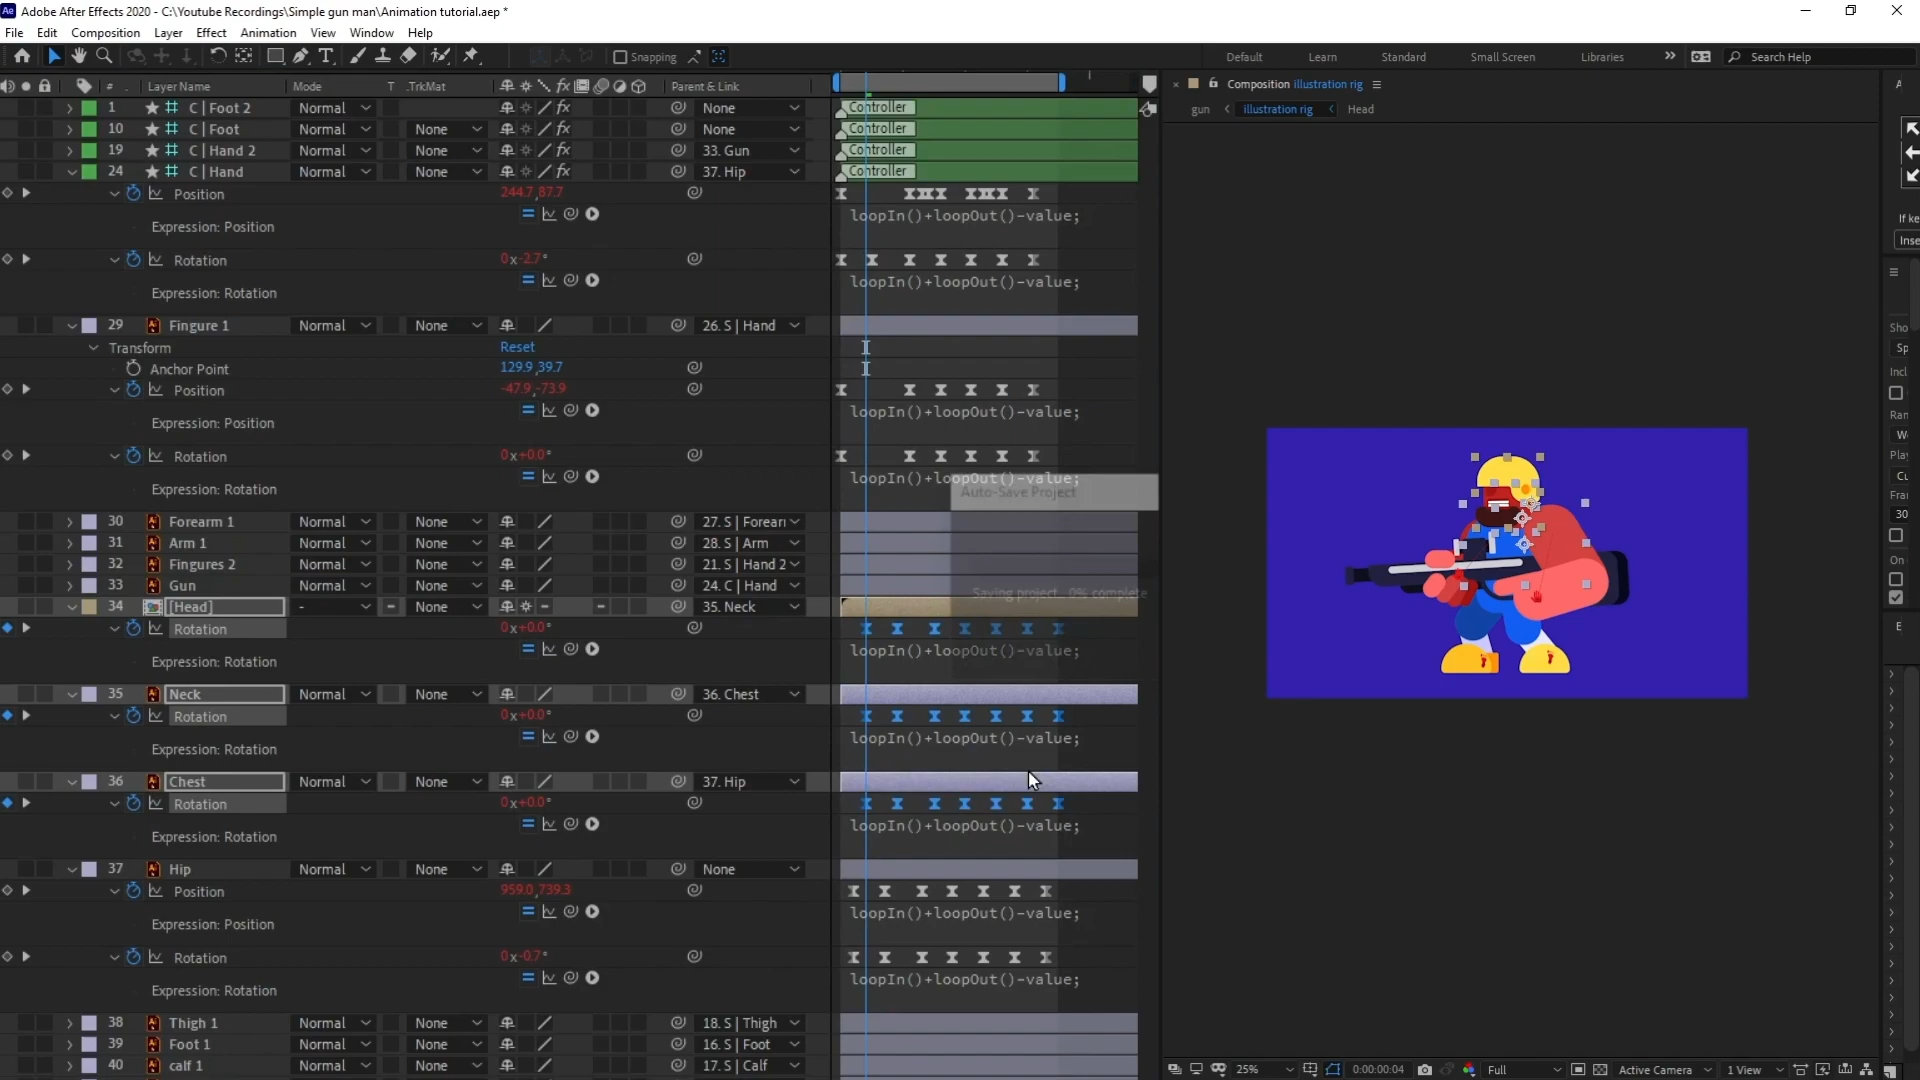 Adobe After Effects 2020 - C:\Youtube Recordings\Simple gun man\Animation tutorial.aep *
File Edit Composition Layer Effect Animation View Window Help
Snapping Default Learn Standard Small Screen Libraries Search Help
# Layer Name Mode T .TrkMat Parent & Link
Composition illustration rig
gun illustration rig Head
1 C | Foot 2 Normal None Controller
10 C | Foot Normal None None Controller
19 C | Hand 2 Normal None 33. Gun Controller
24 C | Hand Normal None 37. Hip Controller
Position 244.7,87.7
loopIn()+loopOut()-value;
Expression: Position
If ke
Inse
Rotation 0x-2.7°
loopIn()+loopOut()-value;
Expression: Rotation
29 Fingure 1 Normal None 26. S | Hand
Sho
Transform Reset
Sp
Anchor Point 129.9,39.7
Incl
Position -47.9,-73.9
loopIn()+loopOut()-value;
Expression: Position
Ran
W
Rotation 0x+0.0°
Play
Cu
loopIn()+loopOut()-value;
Expression: Rotation
Auto-Save Project
Fra
30
30 Forearm 1 Normal None 27. S | Forearm
31 Arm 1 Normal None 28. S | Arm
32 Fingures 2 Normal None 21. S | Hand 2
On
33 Gun Normal None 24. C | Hand
Saving project... 0% complete
34 [Head] - None 35. Neck
Rotation 0x+0.0°
loopIn()+loopOut()-value;
Expression: Rotation
35 Neck Normal None 36. Chest
Rotation 0x+0.0°
loopIn()+loopOut()-value;
Expression: Rotation
36 Chest Normal None 37. Hip
Rotation 0x+0.0°
loopIn()+loopOut()-value;
Expression: Rotation
37 Hip Normal None None
Position 959.0,739.3
loopIn()+loopOut()-value;
Expression: Position
Rotation 0x-0.7°
loopIn()+loopOut()-value;
Expression: Rotation
38 Thigh 1 Normal None 18. S | Thigh
39 Foot 1 Normal None 16. S | Foot
40 calf 1 Normal None 17. S | Calf
25% 0:00:00:04 Full Active Camera 1 View